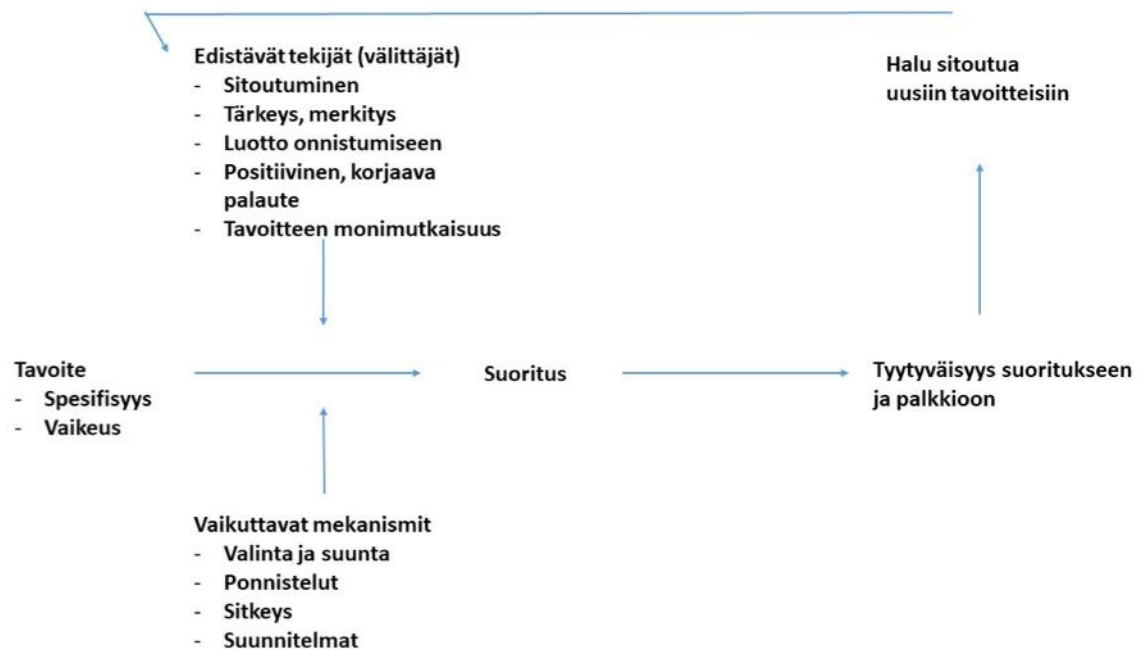 Edistävät tekijät (välittäjät)
- Sitoutuminen
- Tärkeys, merkitys
- Luotto onnistumiseen
- Positiivinen, korjaava
palaute
- Tavoitteen monimutkaisuus
Halu sitoutua
uusiin tavoitteisiin
Tavoite
- Spesifisyys
- Vaikeus
Suoritus
Tyytyväisyys suoritukseen
ja palkkioon
Vaikuttavat mekanismit
- Valinta ja suunta
- Ponnistelut
- Sitkeys
- Suunnitelmat